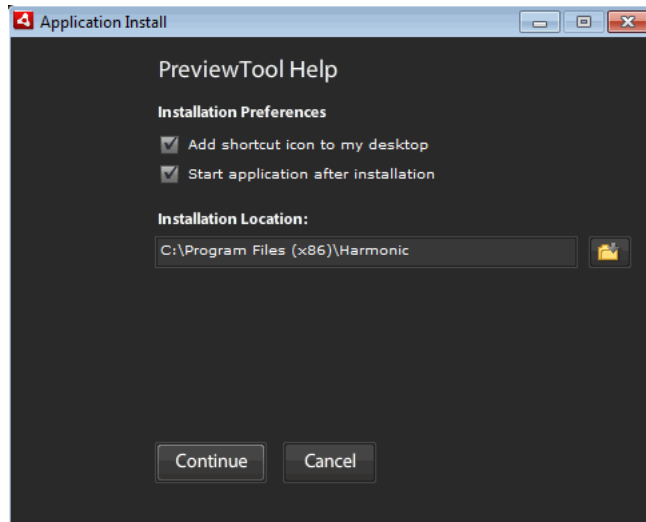 Application Install
PreviewTool Help
Installation Preferences
Add shortcut icon to my desktop
Start application after installation
Installation Location:
C:\Program Files (x86)\Harmonic
Continue
Cancel